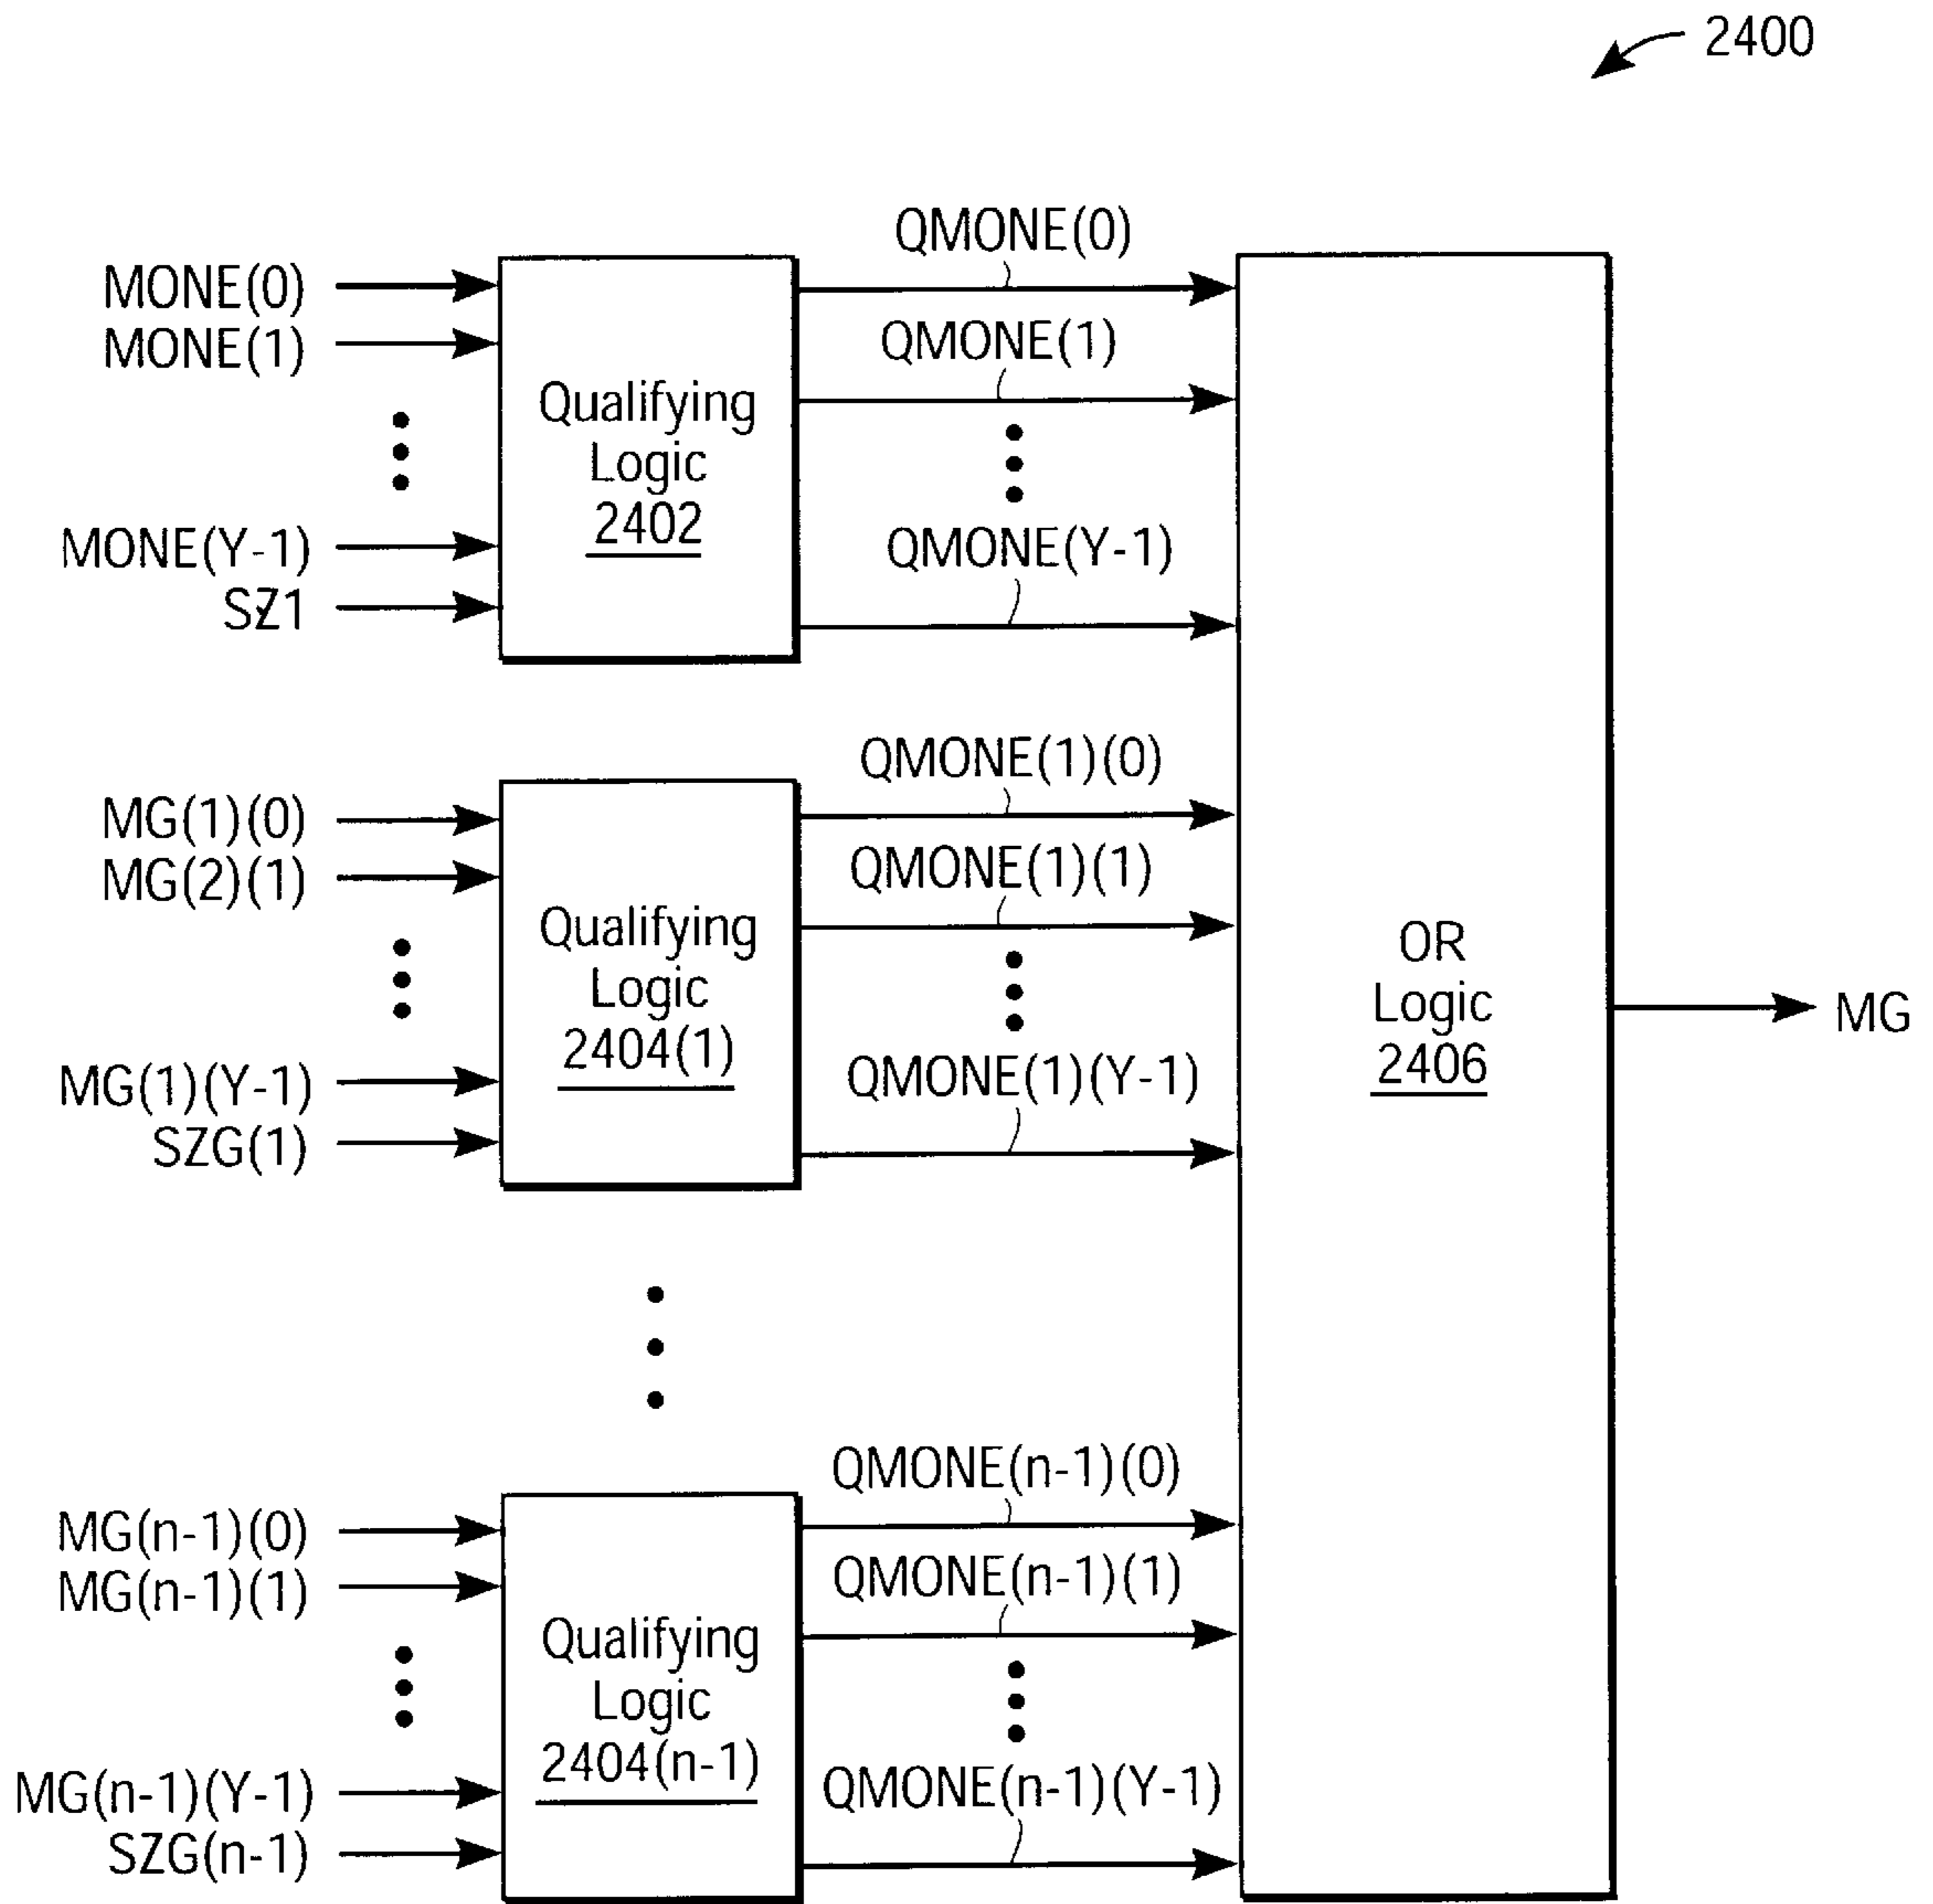 2400
MONE(0)
MONE(1)
MONE(Y-1)
SZ1
Qualifying
Logic
2402
QMONE(0)
QMONE(1)
QMONE(Y-1)
MG(1)(0)
MG(2)(1)
MG(1)(Y-1)
SZG(1)
Qualifying
Logic
2404(1)
QMONE(1)(0)
QMONE(1)(1)
QMONE(1)(Y-1)
MG(n-1)(0)
MG(n-1)(1)
MG(n-1)(Y-1)
SZG(n-1)
Qualifying
Logic
2404(n-1)
QMONE(n-1)(0)
QMONE(n-1)(1)
QMONE(n-1)(Y-1)
OR
Logic
2406
MG